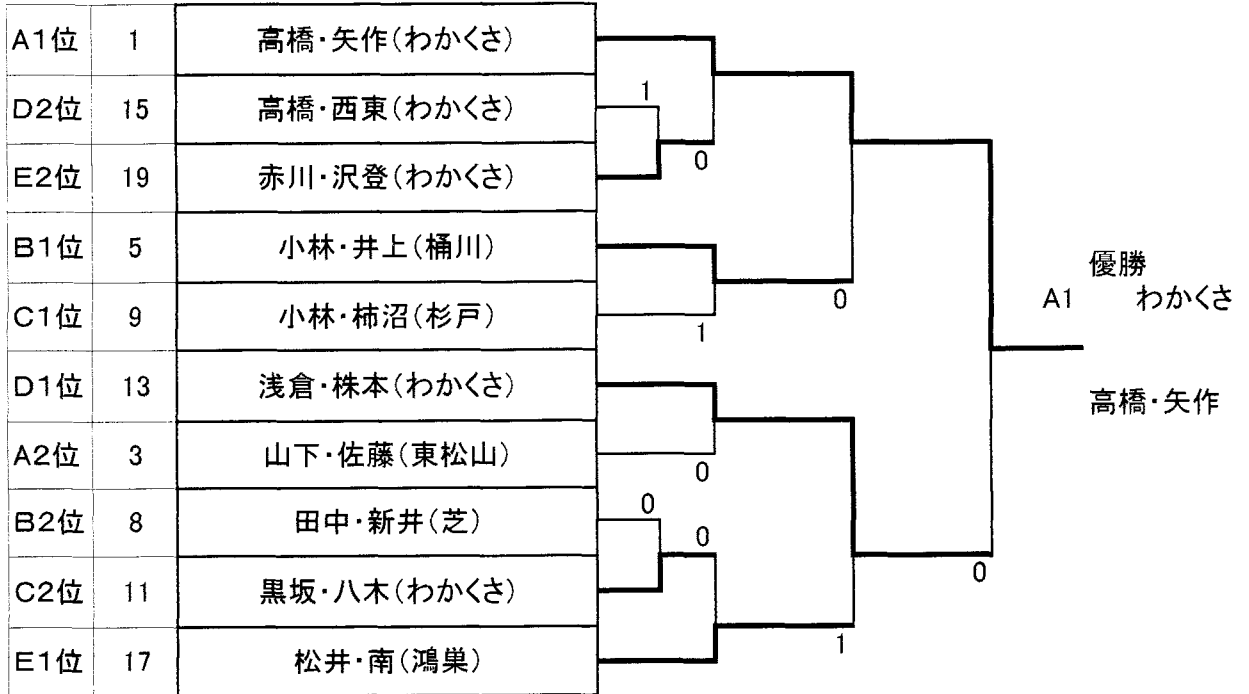 A1位 1 高橋・矢作(わかくさ)
1
D2位 15 高橋・西東(わかくさ)
0
E2位 19 赤川・沢登(わかくさ)
B1位 5 小林・井上(桶川)
優勝
0
A1 わかくさ
C1位 9 小林・柿沼(杉戸)
1
D1位 13 浅倉・株本(わかくさ)
高橋・矢作
A2位 3 山下・佐藤(東松山)
0
0
B2位 8 田中・新井(芝)
0
0
C2位 11 黒坂・八木(わかくさ)
1
E1位 17 松井・南(鴻巣)